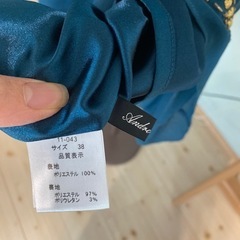 11-043
サイズ 38
品質表示
表地
ポリエステル 100%
裏地
ポリエステル 97%
ポリウレタン 3%